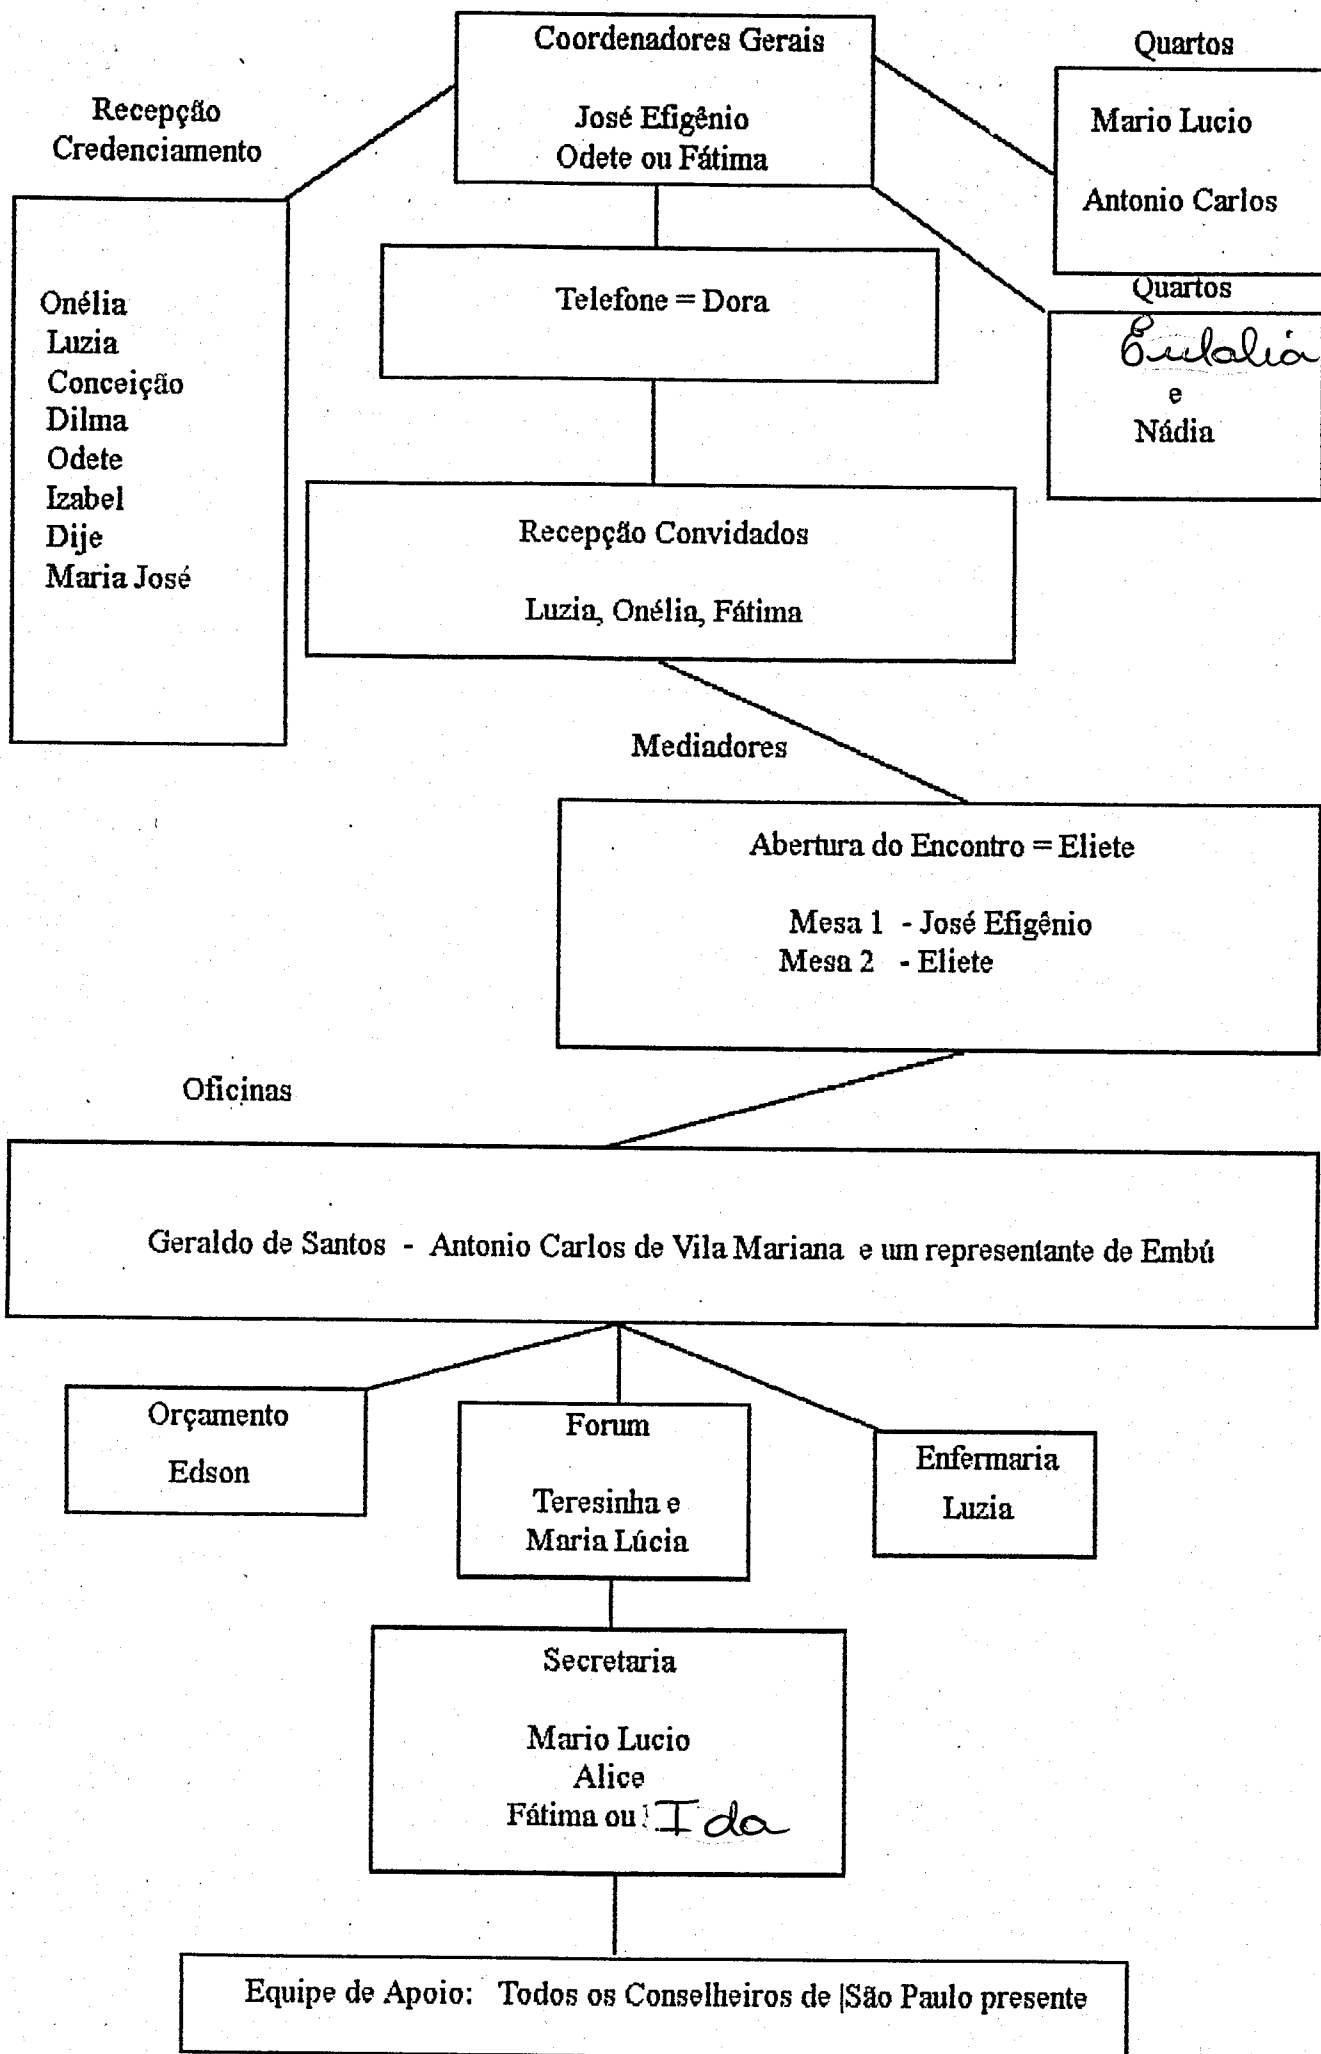 Coordenadores Gerais
José Efigênio
Odete ou Fátima
Quartos
Mario Lucio
Antonio Carlos
Recepção
Credenciamento
Onélia
Luzia
Conceição
Dilma
Odete
Izabel
Dije
Maria José
Telefone = Dora
Quartos
Eulalia
e
Nádia
Recepção Convidados
Luzia, Onélia, Fátima
Mediadores
Abertura do Encontro = Eliete
Mesa 1 - José Efigênio
Mesa 2 - Eliete
Oficinas
Geraldo de Santos - Antonio Carlos de Vila Mariana e um representante de Embú
Orçamento
Edson
Forum
Teresinha e
Maria Lúcia
Enfermaria
Luzia
Secretaria
Mario Lucio
Alice
Fátima ou Ida
Equipe de Apoio: Todos os Conselheiros de |São Paulo presente